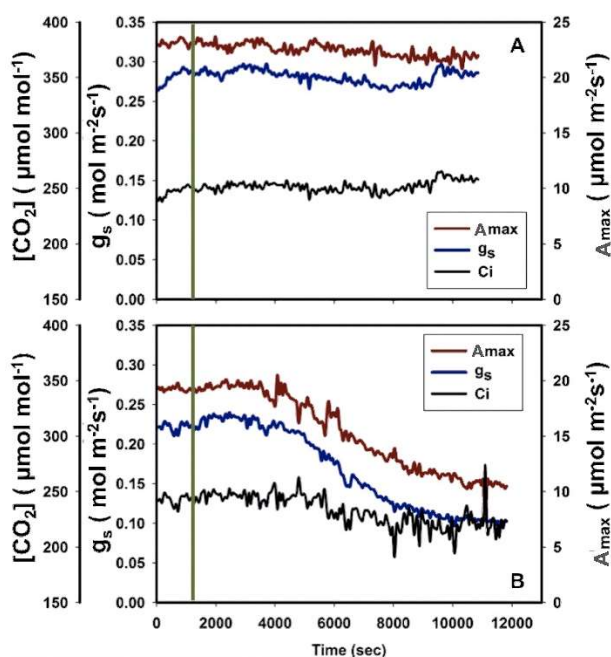 400
350
300
250
200
150
[CO2] ( µmol mol-1)
0.35
0.30
0.25
0.20
0.15
0.10
0.05
0.00
gs ( mol m-2s-1)
A
Amax
gs
Ci
25
20
15
10
5
0
Amax ( µmol m-2s-1)
400
350
300
250
200
150
[CO2] ( µmol mol-1)
0.35
0.30
0.25
0.20
0.15
0.10
0.05
0.00
gs ( mol m-2s-1)
Amax
gs
Ci
B
25
20
15
10
5
0
Amax ( µmol m-2s-1)
0 2000 4000 6000 8000 10000 12000
Time (sec)